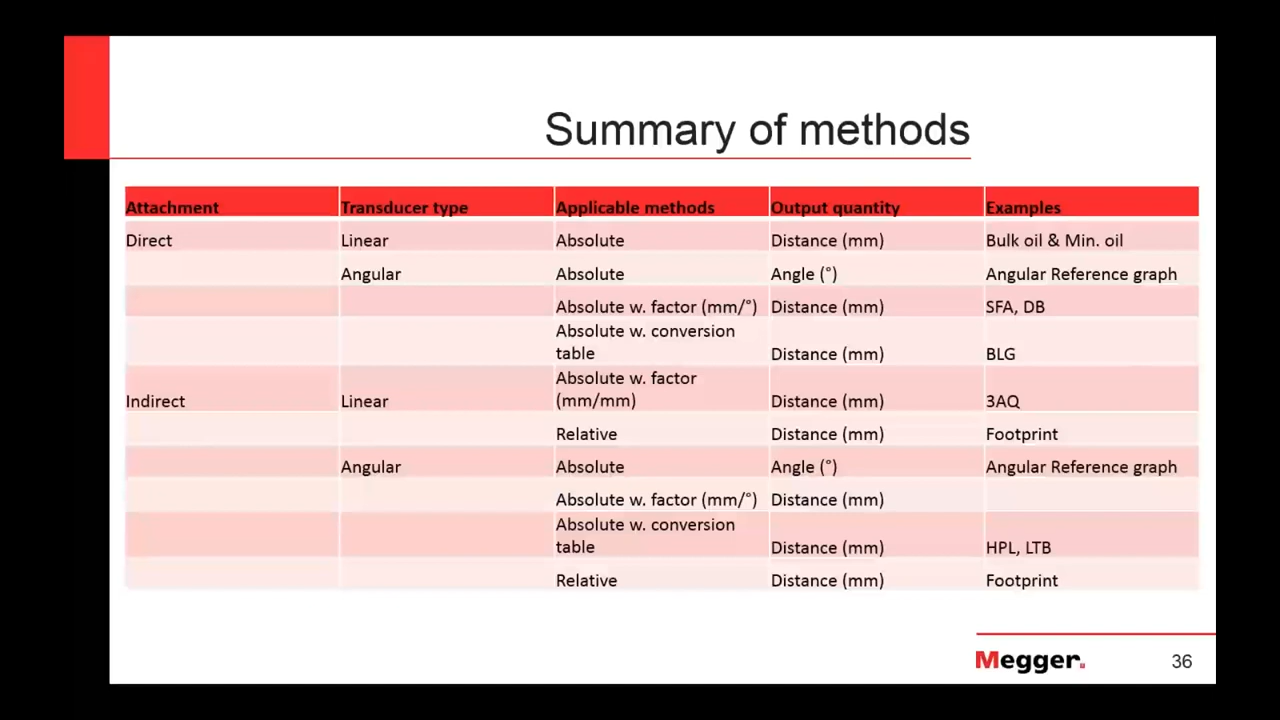 Summary of methods
Attachment Transducer type Applicable methods Output quantity Examples
Direct Linear Absolute Distance (mm) Bulk oil & Min. oil
Angular Absolute Angle (°) Angular Reference graph
Absolute w. factor (mm/°) Distance (mm) SFA, DB
Absolute w. conversion
table Distance (mm) BLG
Absolute w. factor
Indirect Linear (mm/mm) Distance (mm) 3AQ
Relative Distance (mm) Footprint
Angular Absolute Angle (°) Angular Reference graph
Absolute w. factor (mm/°) Distance (mm)
Absolute w. conversion
table Distance (mm) HPL, LTB
Relative Distance (mm) Footprint
Megger. 36